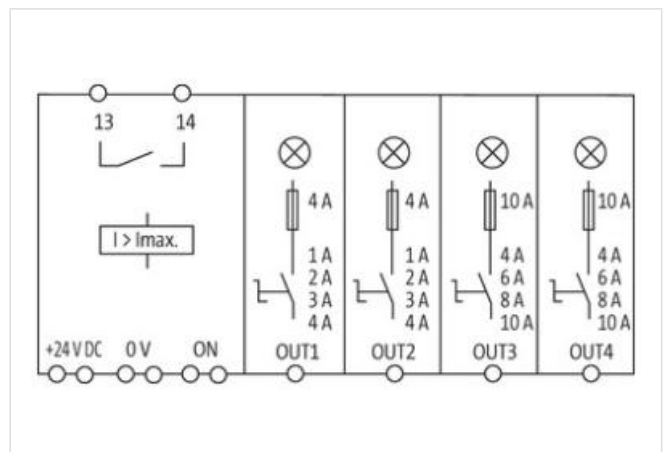 13 14
I > Imax.
+24 V DC 0 V ON
4 A
1 A
2 A
3 A
4 A
OUT1
4 A
1 A
2 A
3 A
4 A
OUT2
10 A
4 A
6 A
8 A
10 A
OUT3
10 A
4 A
6 A
8 A
10 A
OUT4